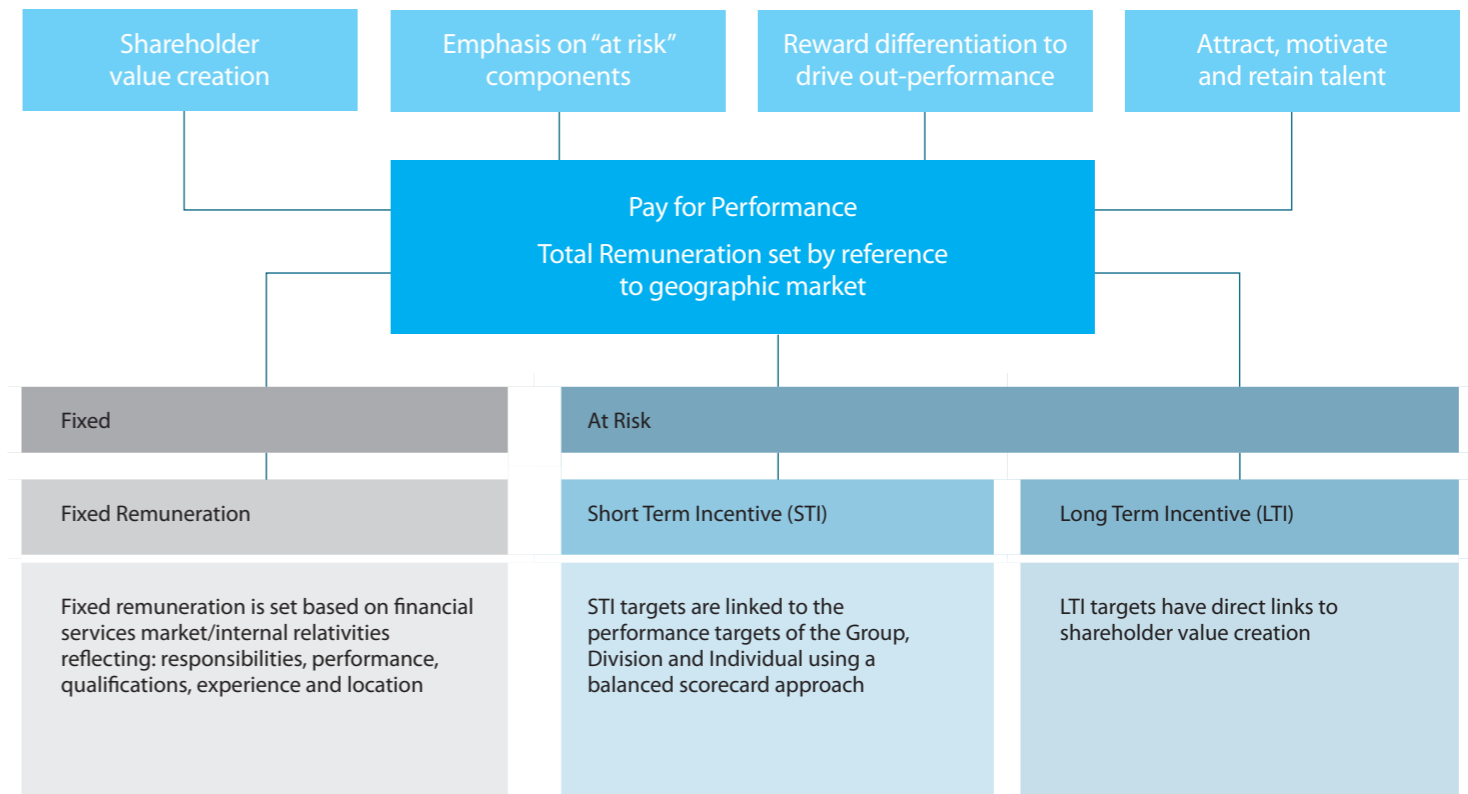 Shareholder
value creation
Emphasis on “at risk”
components
Reward differentiation to
drive out-performance
Attract, motivate
and retain talent
Pay for Performance
Total Remuneration set by reference
to geographic market
Fixed
At Risk
Fixed Remuneration
Short Term Incentive (STI)
Long Term Incentive (LTI)
Fixed remuneration is set based on financial
services market/internal relativities
reflecting: responsibilities, performance,
qualifications, experience and location
STI targets are linked to the
performance targets of the Group,
Division and Individual using a
balanced scorecard approach
LTI targets have direct links to
shareholder value creation